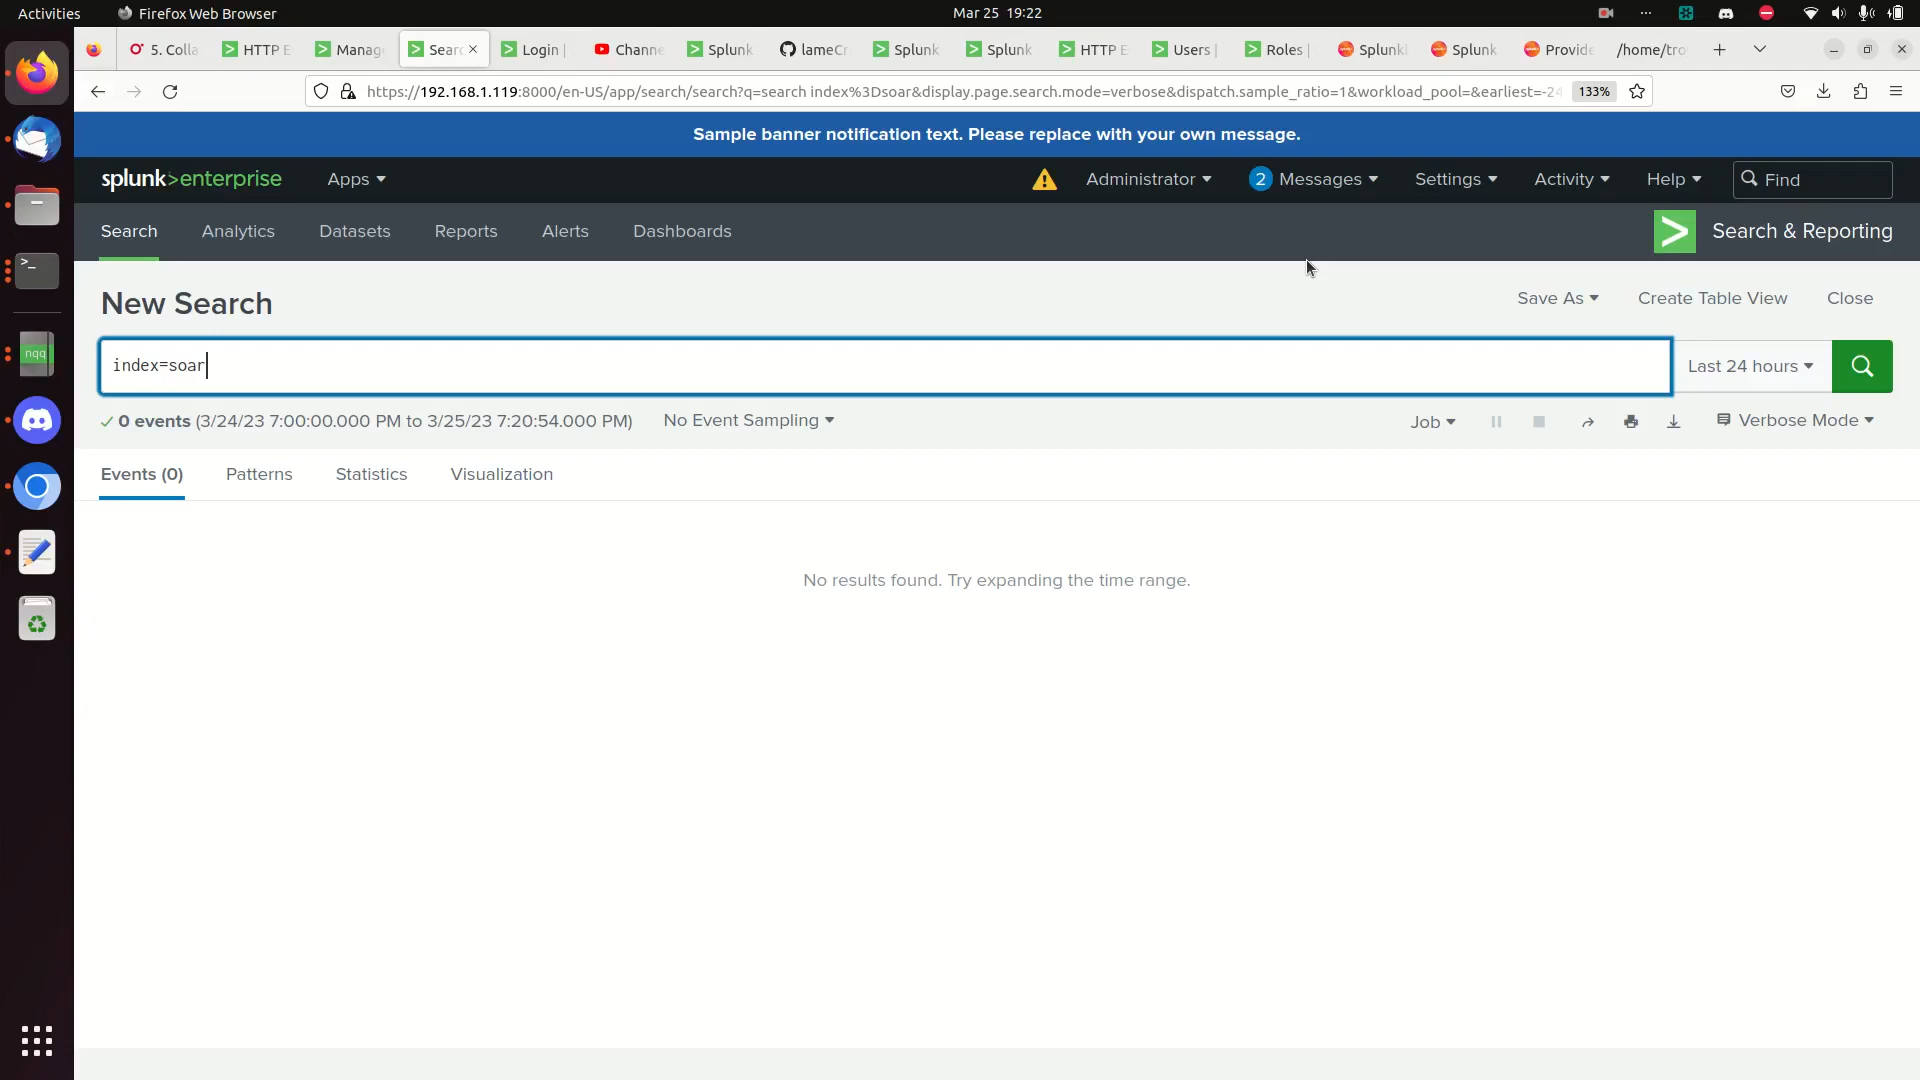 Activities Firefox Web Browser Mar 25 19:22
5. Colla HTTP E Manag Searc Login | Channe Splunk lameCr Splunk Splunk HTTP E Users | Roles | Splunk Splunk Provide /home/tro
https://192.168.1.119:8000/en-US/app/search/search?q=search index%3Dsoar&display.page.search.mode=verbose&dispatch.sample_ratio=1&workload_pool=&earliest=-24 133%
Sample banner notification text. Please replace with your own message.
splunk>enterprise Apps Administrator 2 Messages Settings Activity Help Find
Search Analytics Datasets Reports Alerts Dashboards > Search & Reporting
New Search Save As Create Table View Close
index=soar Last 24 hours
0 events (3/24/23 7:00:00.000 PM to 3/25/23 7:20:54.000 PM) No Event Sampling Job Verbose Mode
Events (0) Patterns Statistics Visualization
nqq
No results found. Try expanding the time range.